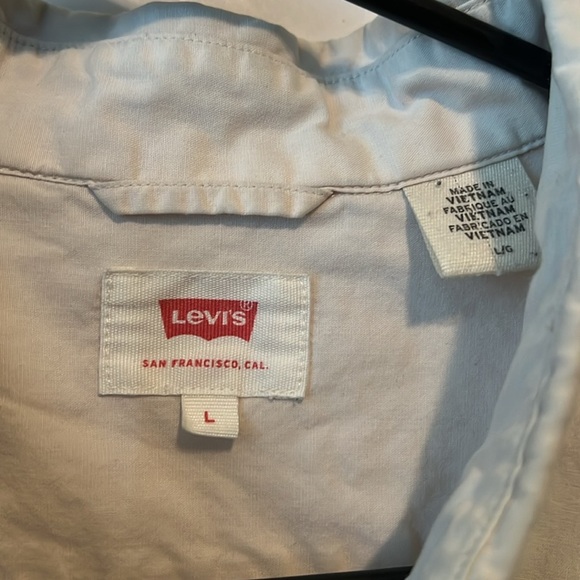 MADE IN
VIETNAM
FABRIQUE AU
VIETNAM
FABRICADO EN
VIETNAM
L/G
LEVI'S®
SAN FRANCISCO, CAL.
L